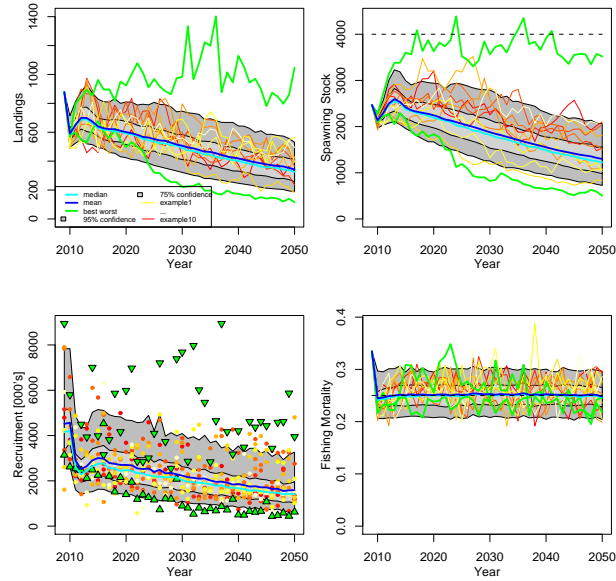 1400
1000
800
600
400
200
0
Landings
median
mean
best worst
95% confidence
75% confidence
example1
...
example10
2010 2020 2030 2040 2050
Year
5000
4000
3000
2000
1000
0
Spawning Stock
2010 2020 2030 2040 2050
Year
8000
6000
4000
2000
0
Recruitment [000's]
2010 2020 2030 2040 2050
Year
0.4
0.3
0.2
0.1
0.0
Fishing Mortality
2010 2020 2030 2040 2050
Year